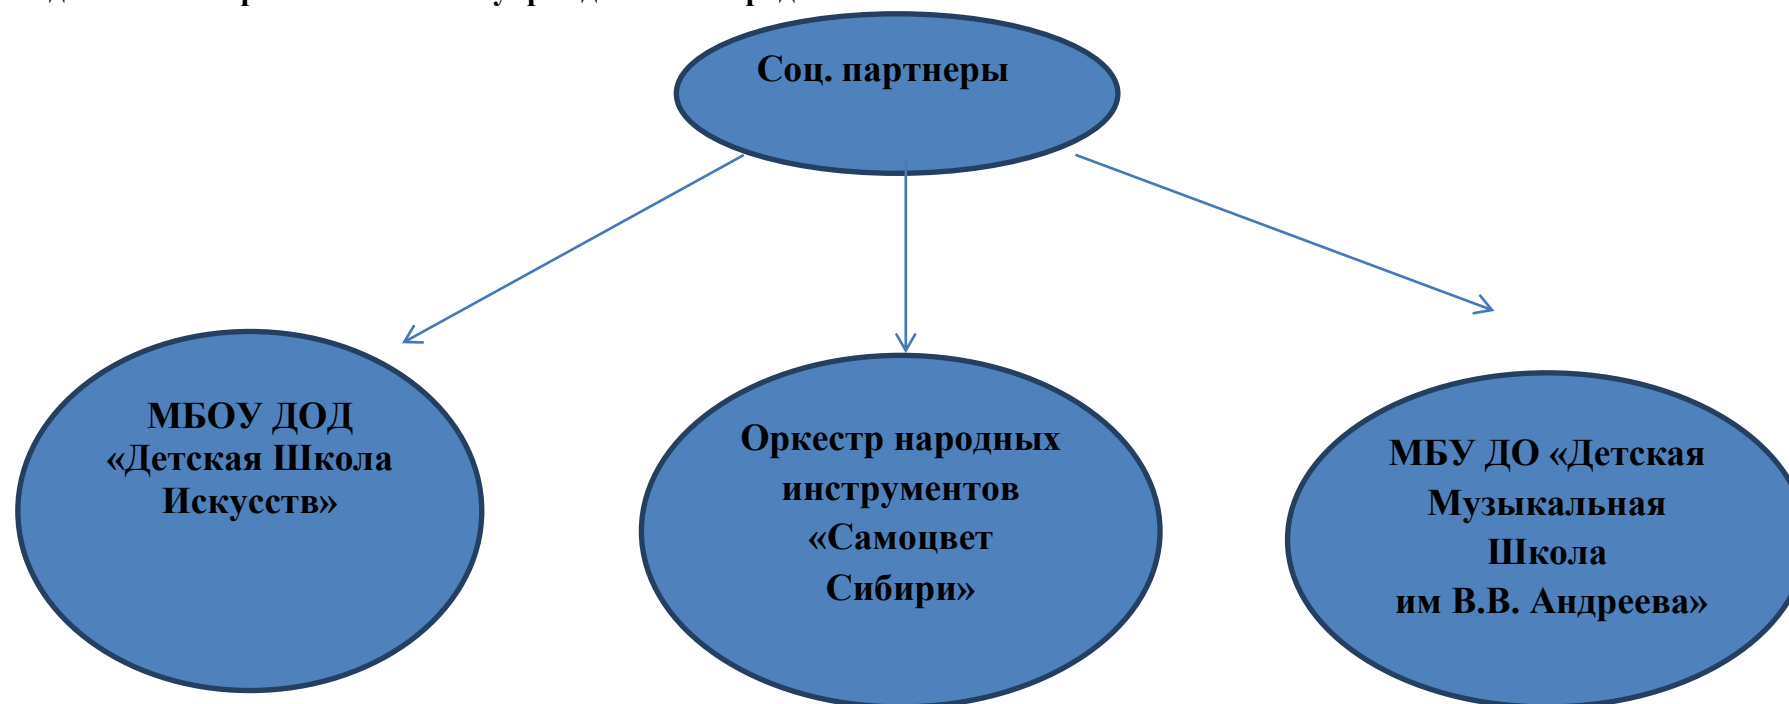 Соц. партнеры
МБОУ ДОД
«Детская Школа
Искусств»
Оркестр народных
инструментов
«Самоцвет
Сибири»
МБУ ДО «Детская
Музыкальная
Школа
им В.В. Андреева»